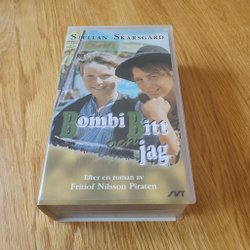 Stellan Skarsgård
Bombi Bitt
och
jag
Efter en roman av
Fritiof Nilsson Piraten
SVT